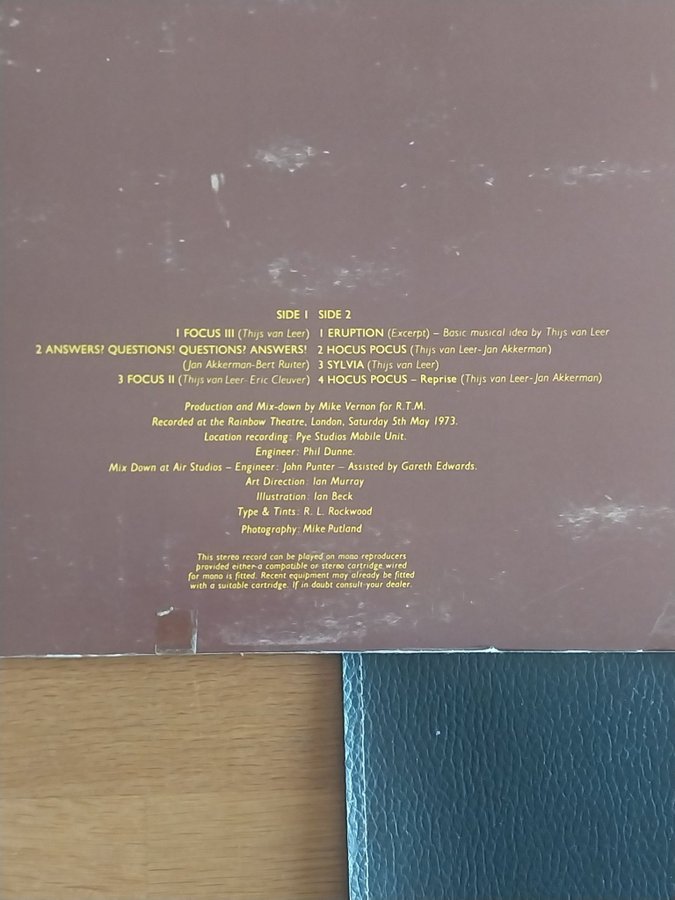 SIDE I SIDE 2
1 FOCUS III (Thijs van Leer) 1 ERUPTION (Excerpt) – Basic musical idea by Thijs van Leer
2 ANSWERS? QUESTIONS! QUESTIONS? ANSWERS! 2 HOCUS POCUS (Thijs van Leer-Jan Akkerman)
(Jan Akkerman-Bert Ruiter) 3 SYLVIA (Thijs van Leer)
3 FOCUS II (Thijs van Leer-Eric Cleuver) 4 HOCUS POCUS – Reprise (Thijs van Leer-Jan Akkerman)
Production and Mix-down by Mike Vernon for R.T.M.
Recorded at the Rainbow Theatre, London, Saturday 5th May 1973.
Location recording: Pye Studios Mobile Unit.
Engineer: Phil Dunne.
Mix Down at Air Studios – Engineer: John Punter – Assisted by Gareth Edwards.
Art Direction: Ian Murray
Illustration: Ian Beck
Type & Tints: R. L. Rockwood
Photography: Mike Putland
This stereo record can be played on mono reproducers
provided either a compatible or stereo cartridge wired
for mono is fitted. Recent equipment may already be fitted
with a suitable cartridge. If in doubt consult your dealer.